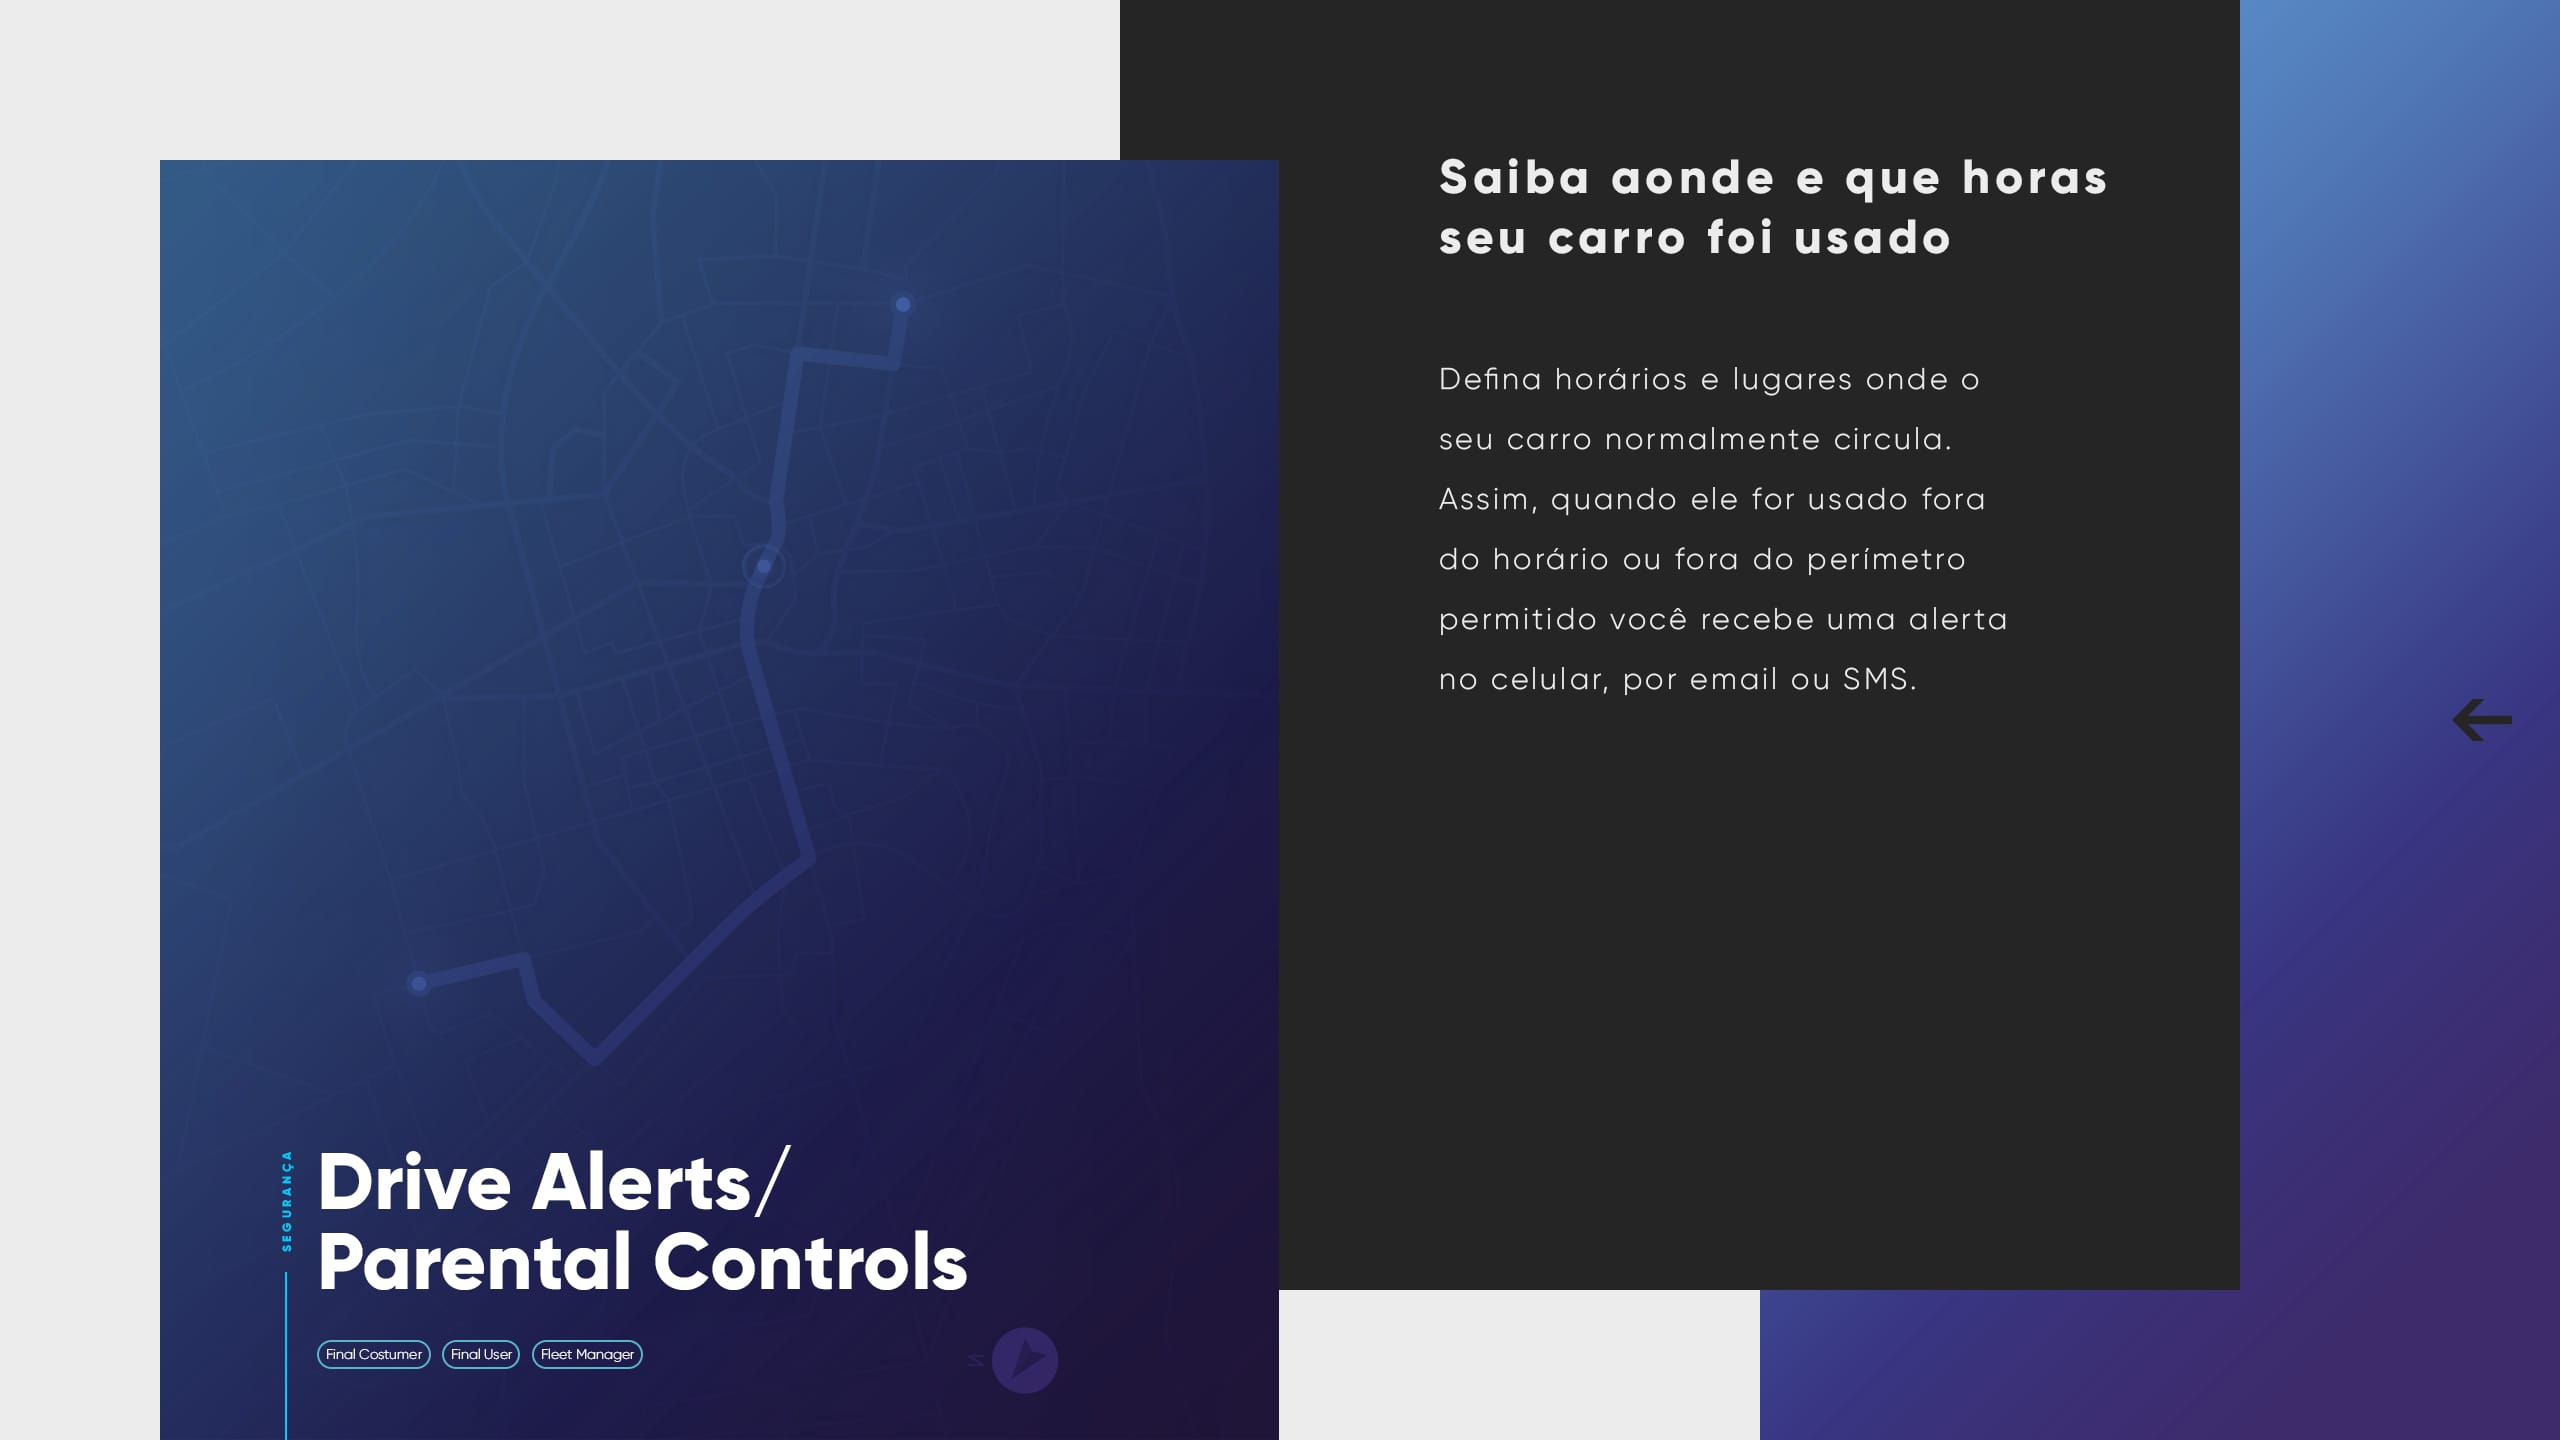 Saiba aonde e que horas
seu carro foi usado
Defina horários e lugares onde o
seu carro normalmente circula.
Assim, quando ele for usado fora
do horário ou fora do perímetro
permitido você recebe uma alerta
no celular, por email ou SMS.
SEGURANÇA
Drive Alerts/
Parental Controls
Final Costumer
Final User
Fleet Manager
N